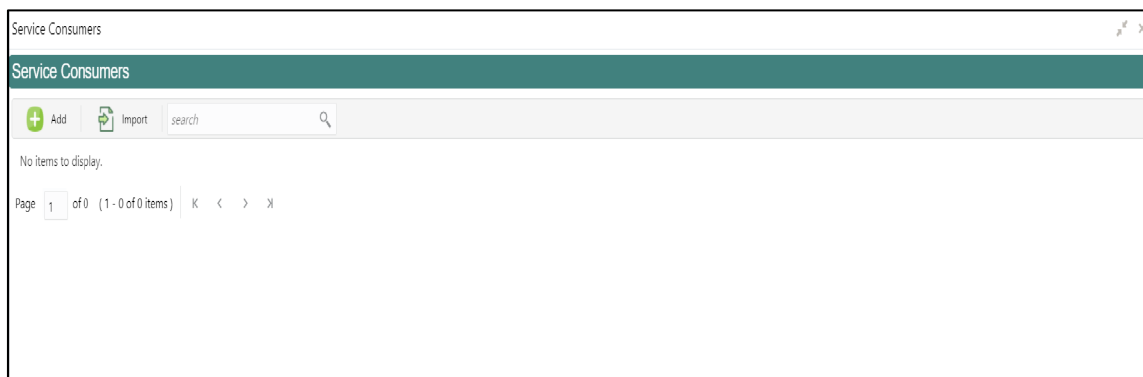 Service Consumers
Service Consumers
Add Import search
No items to display.
Page 1 of 0 ( 1 - 0 of 0 items )